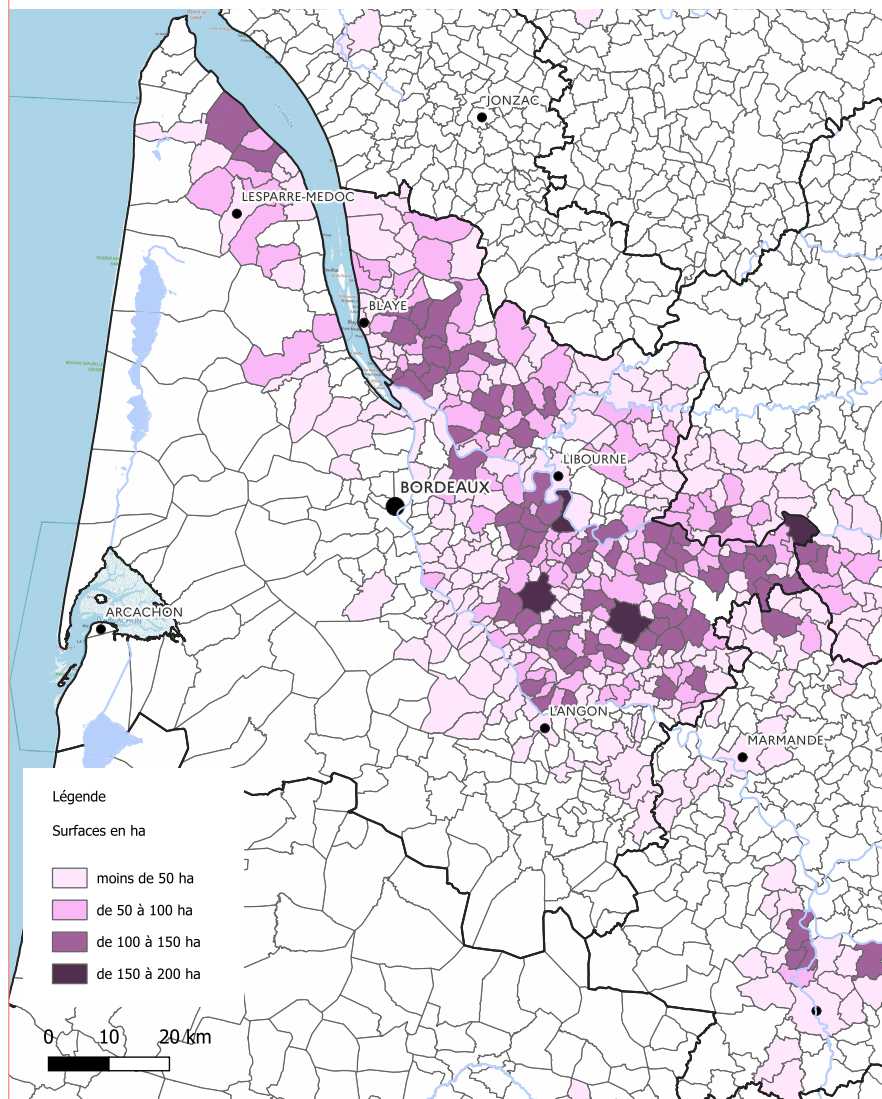 JONZAC
LESPARRE-MEDOC
BLAYE
LIBOURNE
BORDEAUX
ARCACHON
LANGON
MARMANDE
Légende
Surfaces en ha
moins de 50 ha
de 50 à 100 ha
de 100 à 150 ha
de 150 à 200 ha
0 10 20 km